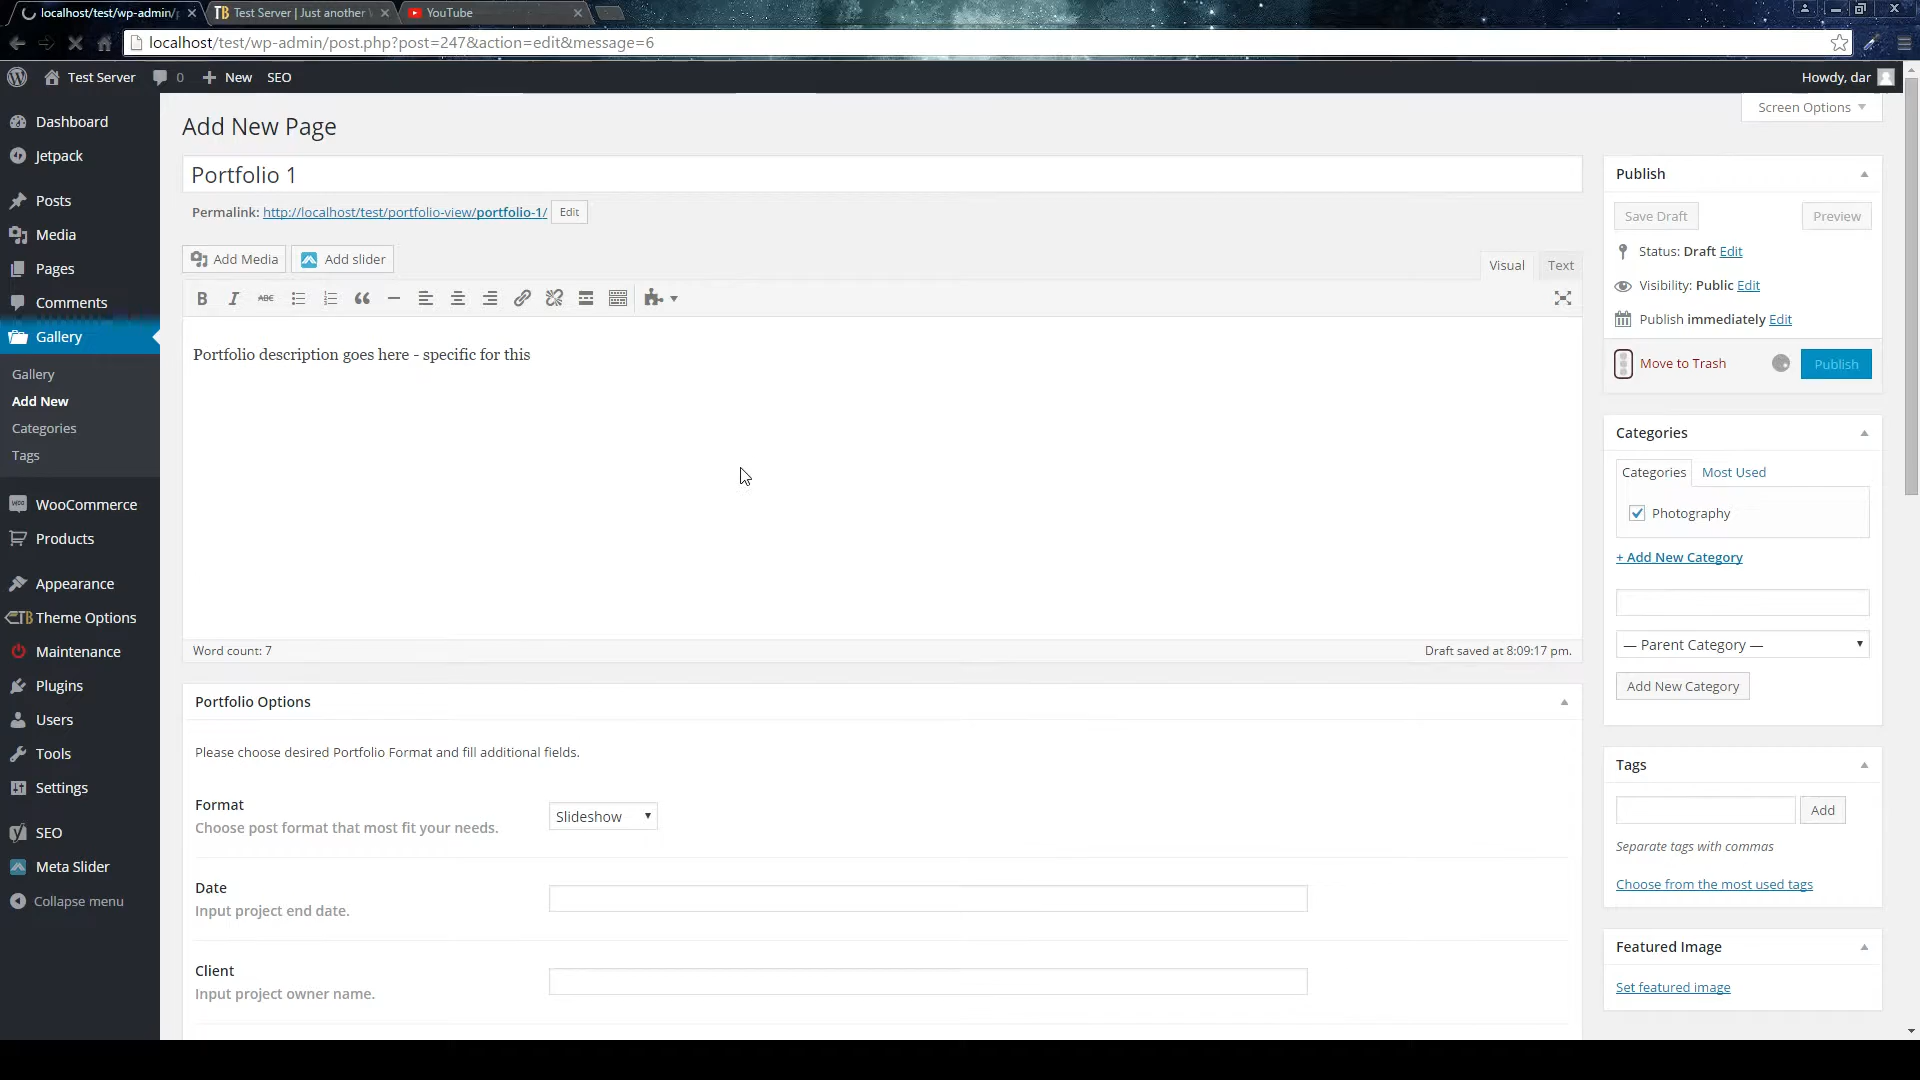 localhost/test/wp-admin/p
Test Server | Just another
YouTube
localhost/test/wp-admin/post.php?post=247&action=edit&message=6
Test Server
0
New
SEO
Howdy, dar
Screen Options
Dashboard
Jetpack
Posts
Media
Pages
Comments
Gallery
Gallery
Add New
Categories
Tags
WooCommerce
Products
Appearance
Theme Options
Maintenance
Plugins
Users
Tools
Settings
SEO
Meta Slider
Collapse menu
Add New Page
Portfolio 1
Permalink: http://localhost/test/portfolio-view/portfolio-1/ Edit
Add Media
Add slider
Visual
Text
B I ABC
Portfolio description goes here - specific for this
Word count: 7
Draft saved at 8:09:17 pm.
Portfolio Options
Please choose desired Portfolio Format and fill additional fields.
Format
Choose post format that most fit your needs.
Slideshow
Date
Input project end date.
Client
Input project owner name.
Publish
Save Draft
Preview
Status: Draft Edit
Visibility: Public Edit
Publish immediately Edit
Move to Trash
Publish
Categories
Categories
Most Used
Photography
+ Add New Category
— Parent Category —
Add New Category
Tags
Add
Separate tags with commas
Choose from the most used tags
Featured Image
Set featured image